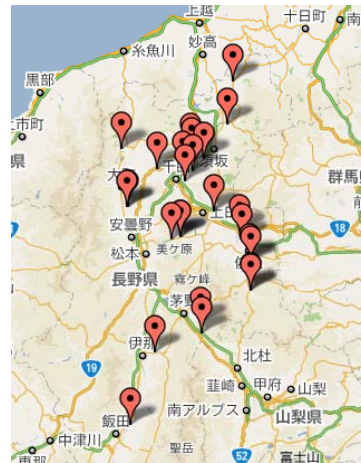 上越
十日町
南
糸魚川
妙高
黒部
市町
県
大
千
須坂
群馬県
上田
18
安曇野
松本
美ケ原
長野県
霧ケ峰
茅野
伊那
北杜
19
韮崎
甲府
山梨
南アルプス
山梨県
飯田
中津川
聖岳
52
富士山